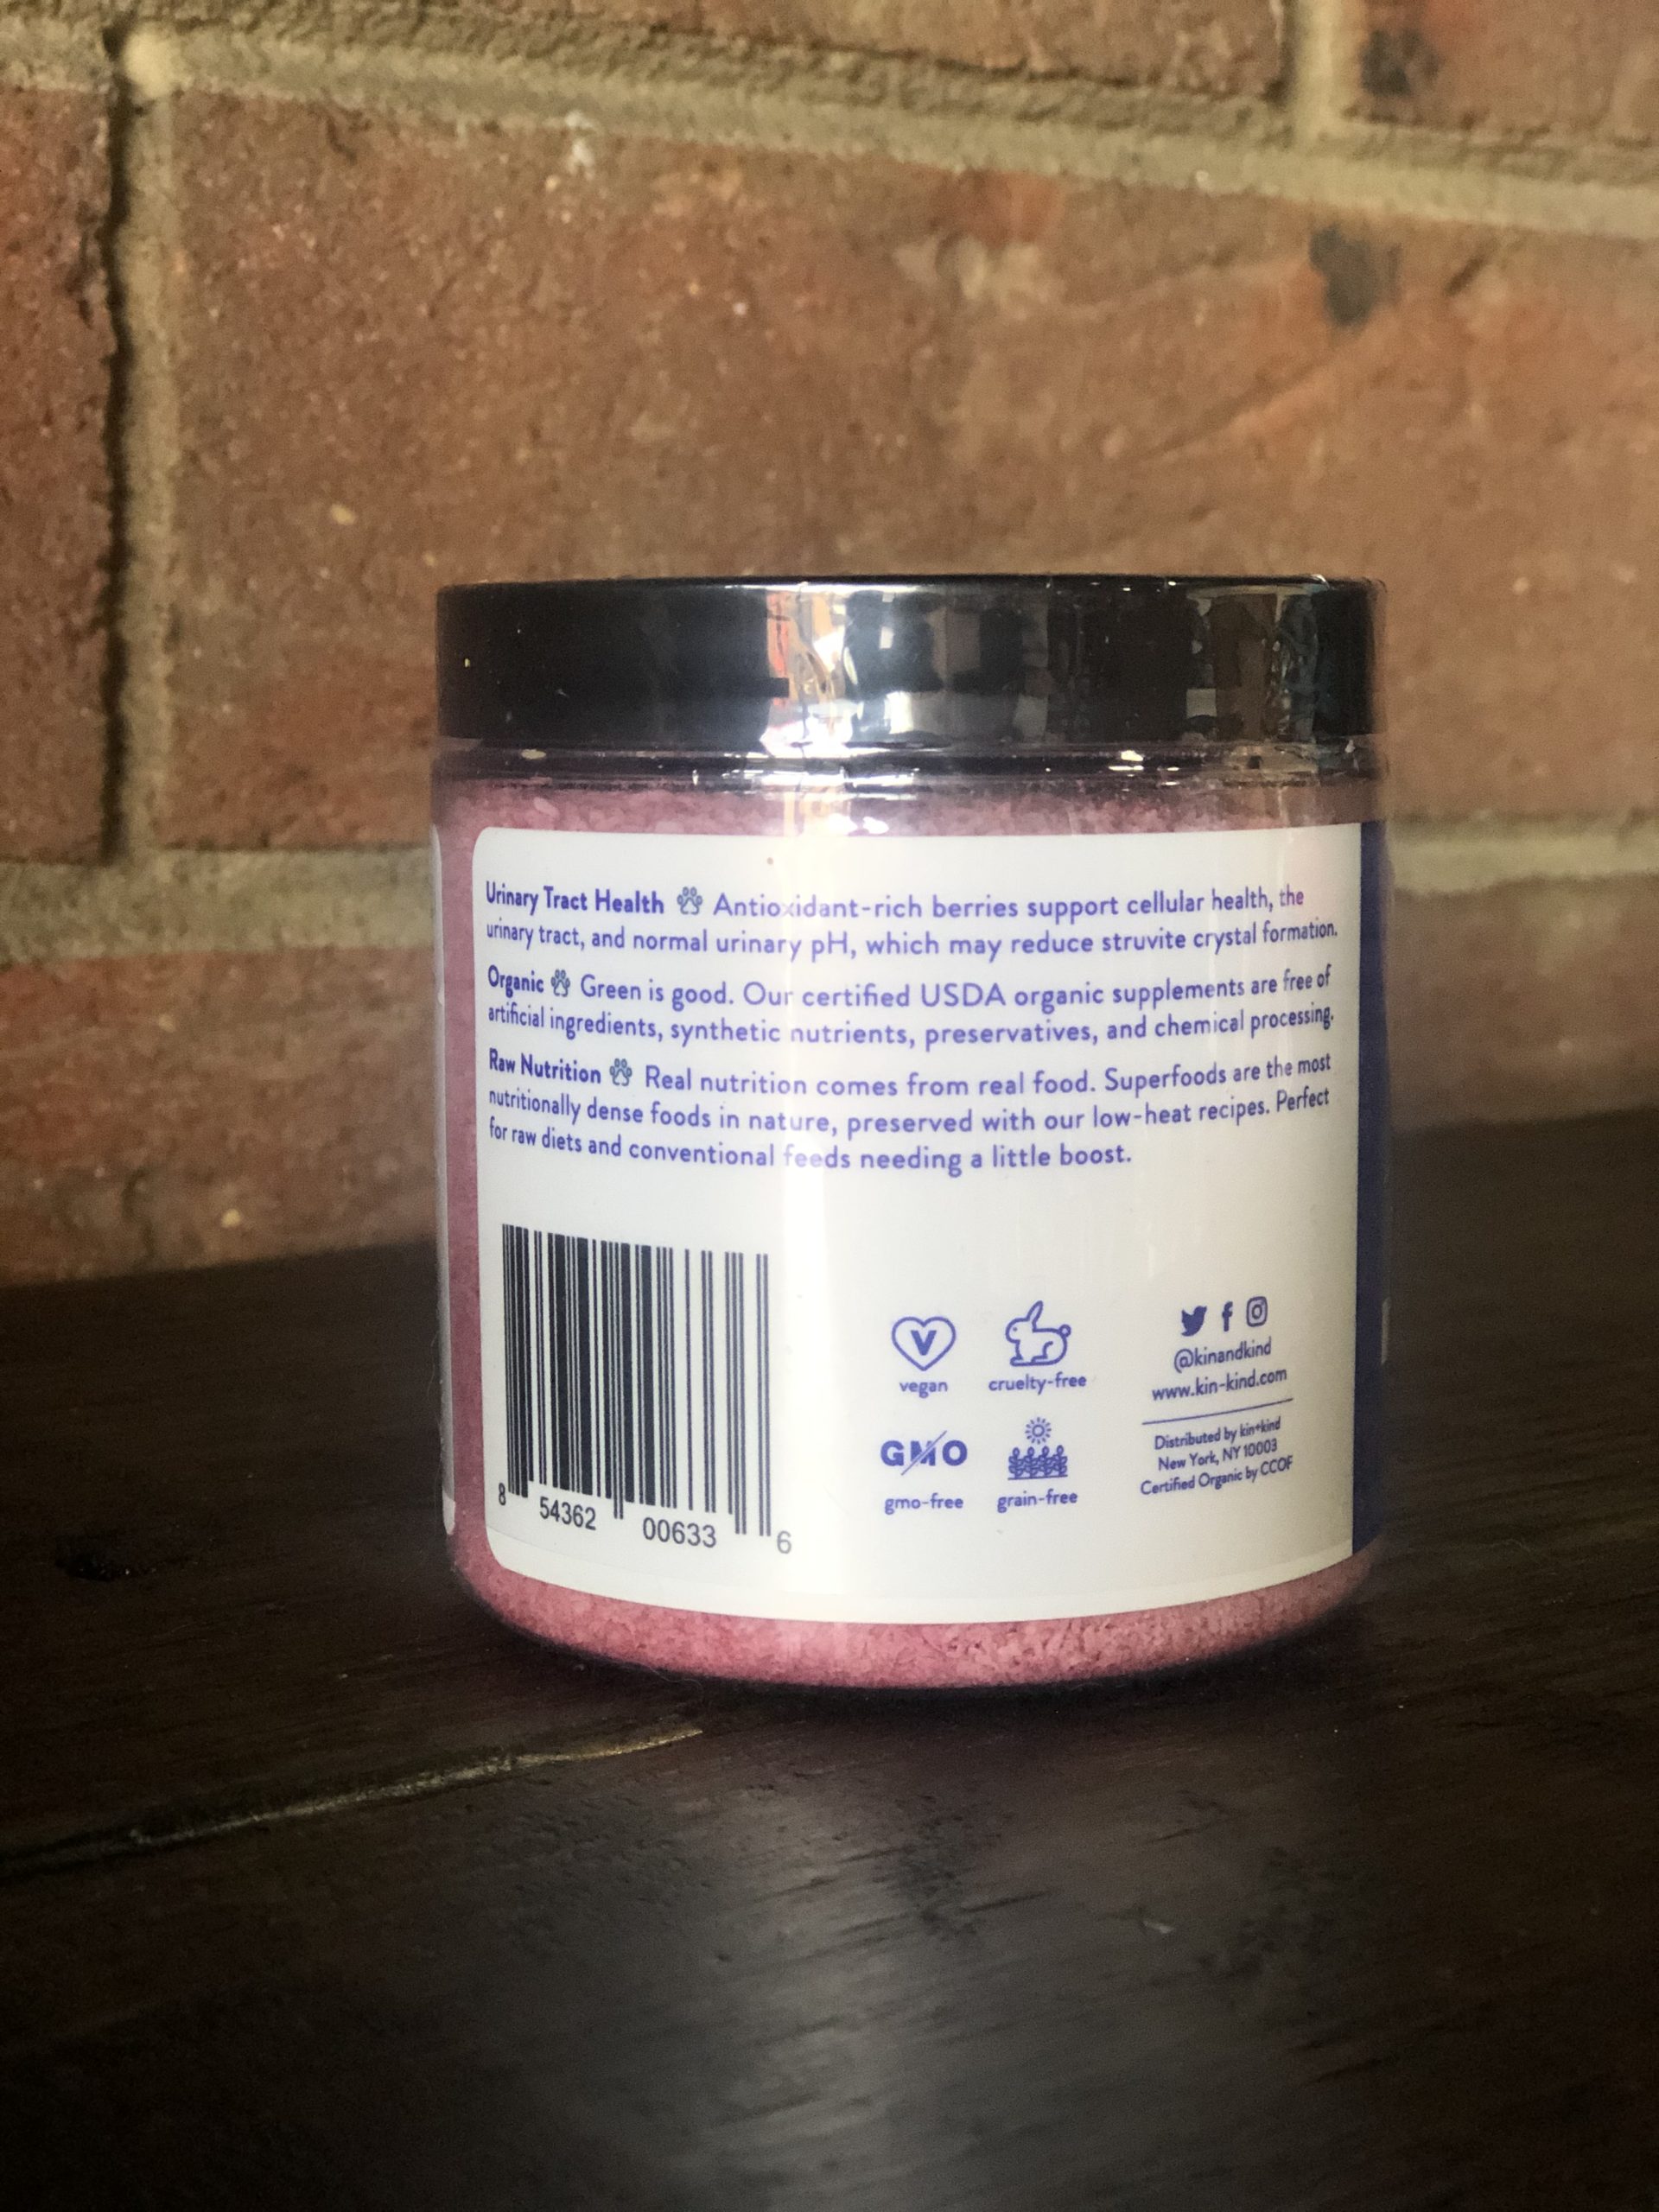 Urinary Tract Health Antioxidant-rich berries support cellular health, the
urinary tract, and normal urinary pH, which may reduce struvite crystal formation.
Organic Green is good. Our certified USDA organic supplements are free of
artificial ingredients, synthetic nutrients, preservatives, and chemical processing.
Raw Nutrition Real nutrition comes from real food. Superfoods are the most
nutritionally dense foods in nature, preserved with our low-heat recipes. Perfect
for raw diets and conventional feeds needing a little boost.
8 54362 00633 6
V
vegan
cruelty-free
GMO
gmo-free
grain-free
@kinandkind
www.kin-kind.com
Distributed by kin+kind
New York, NY 10003
Certified Organic by CCOF